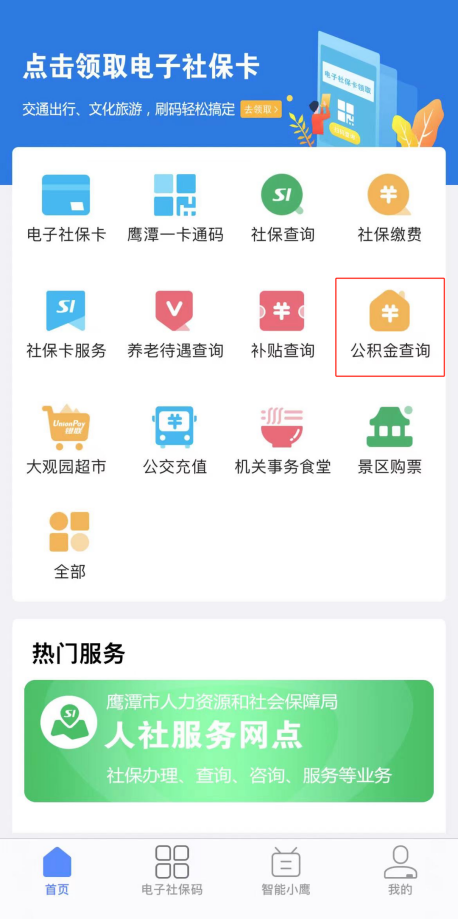 点击领取电子社保卡
交通出行、文化旅游，刷码轻松搞定 去领取>
电子社保卡领取
电子社保卡 鹰潭一卡通码 社保查询 社保缴费
社保卡服务 养老待遇查询 补贴查询 公积金查询
UnionPay
银联
大观园超市 公交充值 机关事务食堂 景区购票
全部
热门服务
鹰潭市人力资源和社会保障局
人社服务网点
社保办理、查询、咨询、服务等业务
首页 电子社保码 智能小鹰 我的